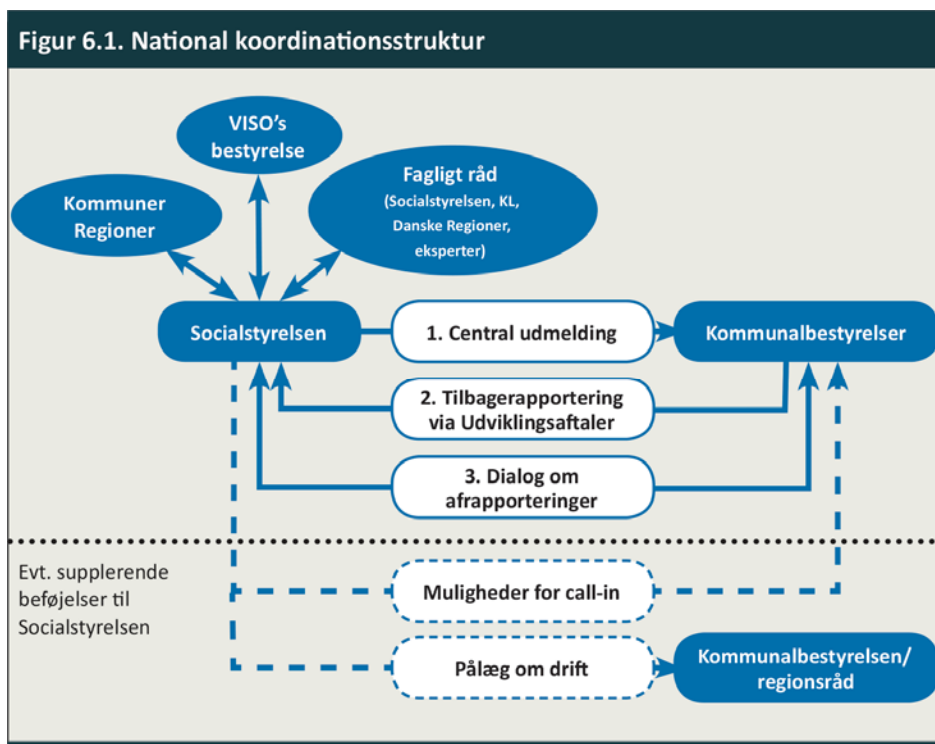 Figur 6.1. National koordinationsstruktur
VISO's
bestyrelse
Kommuner
Regioner
Fagligt råd
(Socialstyrelsen, KL,
Danske Regioner,
eksperter)
Socialstyrelsen
1. Central udmelding
Kommunalbestyrelser
2. Tilbagerapportering
via Udviklingsaftaler
3. Dialog om
afrapporteringer
Evt. supplerende
beføjelser til
Socialstyrelsen
Muligheder for call-in
Pålæg om drift
Kommunalbestyrelsen/
regionsråd